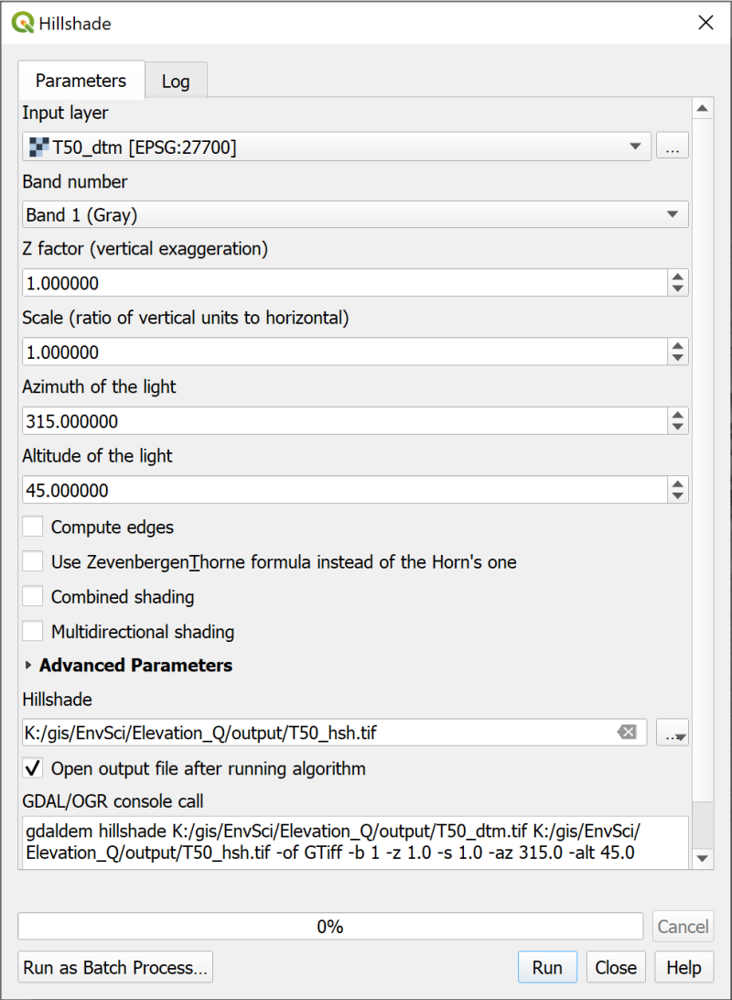 Hillshade
Parameters
Log
Input layer
T50_dtm [EPSG:27700]
...
Band number
Band 1 (Gray)
Z factor (vertical exaggeration)
1.000000
Scale (ratio of vertical units to horizontal)
1.000000
Azimuth of the light
315.000000
Altitude of the light
45.000000
Compute edges
Use ZevenbergenThorne formula instead of the Horn's one
Combined shading
Multidirectional shading
Advanced Parameters
Hillshade
K:/gis/EnvSci/Elevation_Q/output/T50_hsh.tif
...
Open output file after running algorithm
GDAL/OGR console call
gdaldem hillshade K:/gis/EnvSci/Elevation_Q/output/T50_dtm.tif K:/gis/EnvSci/
Elevation_Q/output/T50_hsh.tif -of GTiff -b 1 -z 1.0 -s 1.0 -az 315.0 -alt 45.0
0%
Cancel
Run as Batch Process...
Run
Close
Help